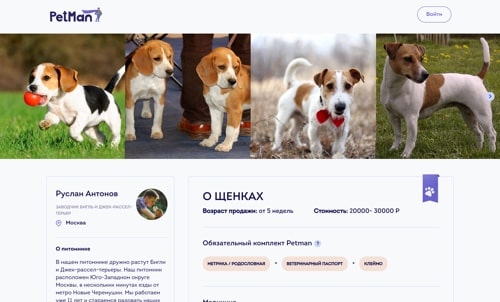 PetMan
Войти
Руслан Антонов
ЗАВОДЧИК БИГЛЬ И ДЖЕК-РАССЕЛ-
ТЕРЬЕР
Москва
О питомнике
В нашем питомнике дружно растут Бигли
и Джек-рассел-терьеры. Наш питомник
расположен Юго-Западном округе
Москвы, в нескольких минутах езды от
метро Новые Черемушки. Мы работаем
уже 11 лет и стараемся радовать наших
О ЩЕНКАХ
Возраст продажи: от 5 недель
Стоимость: 20000- 30000 Р
Обязательный комплект Petman ?
МЕТРИКА / РОДОСЛОВНАЯ • ВЕТЕРИНАРНЫЙ ПАСПОРТ • КЛЕЙМО